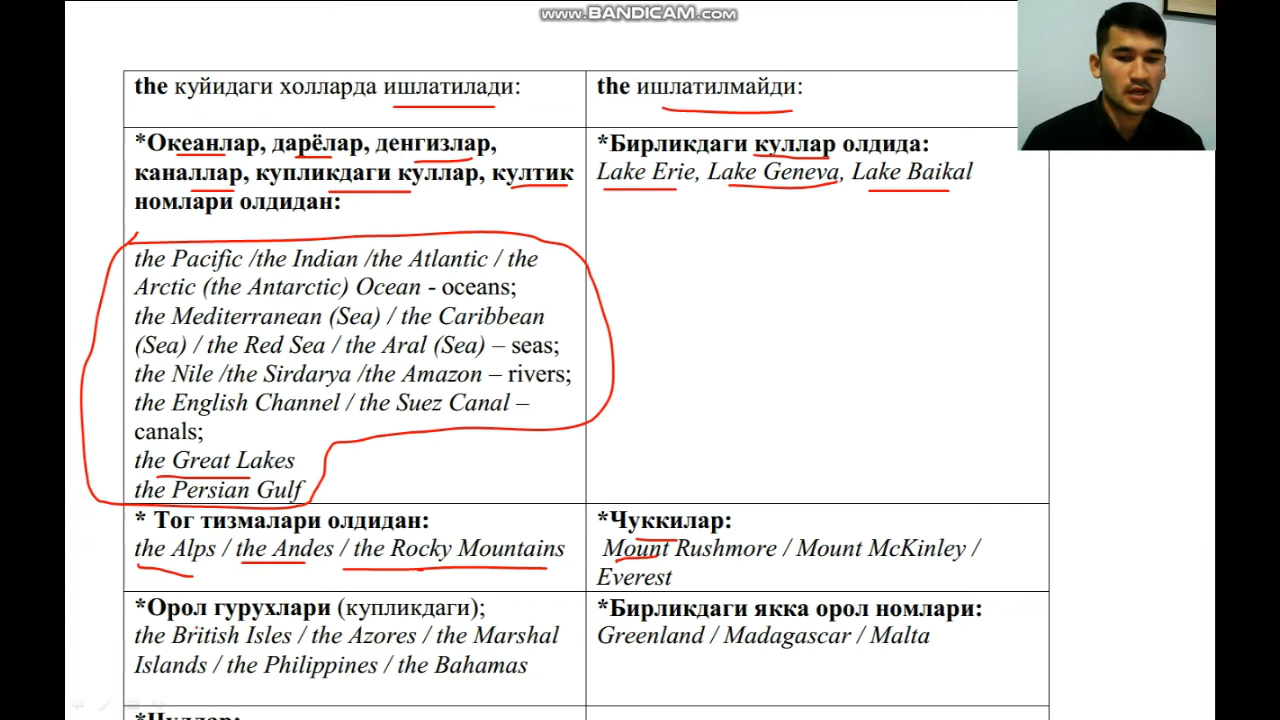 www.BANDICAM.com
the куйидаги холларда ишлатилади:
the ишлатилмайди:
*Океанлар, дарёлар, денгизлар,
каналлар, купликдаги куллар, култик
номлари олдидан:
the Pacific /the Indian /the Atlantic / the
Arctic (the Antarctic) Ocean - oceans;
the Mediterranean (Sea) / the Caribbean
(Sea) / the Red Sea / the Aral (Sea) – seas;
the Nile /the Sirdarya /the Amazon – rivers;
the English Channel / the Suez Canal –
canals;
the Great Lakes
the Persian Gulf
*Бирликдаги куллар олдида:
Lake Erie, Lake Geneva, Lake Baikal
* Тог тизмалари олдидан:
the Alps / the Andes / the Rocky Mountains
*Чуккилар:
Mount Rushmore / Mount McKinley /
Everest
*Орол гурухлари (купликдаги);
the British Isles / the Azores / the Marshal
Islands / the Philippines / the Bahamas
*Бирликдаги якка орол номлари:
Greenland / Madagascar / Malta